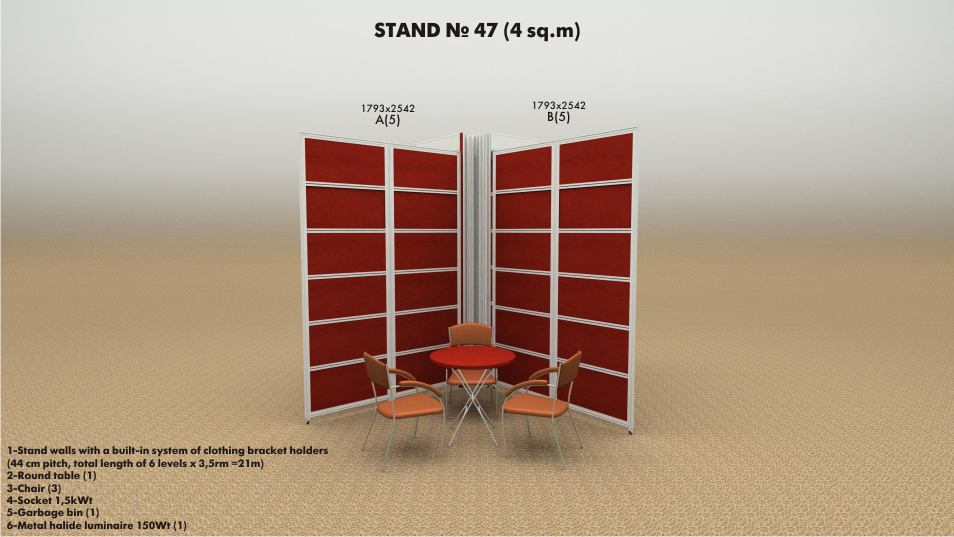 STAND № 47 (4 sq.m)
1793x2542
A(5)
1793x2542
B(5)
1-Stand walls with a built-in system of clothing bracket holders
(44 cm pitch, total length of 6 levels x 3,5rm =21m)
2-Round table (1)
3-Chair (3)
4-Socket 1,5kWt
5-Garbage bin (1)
6-Metal halide luminaire 150Wt (1)